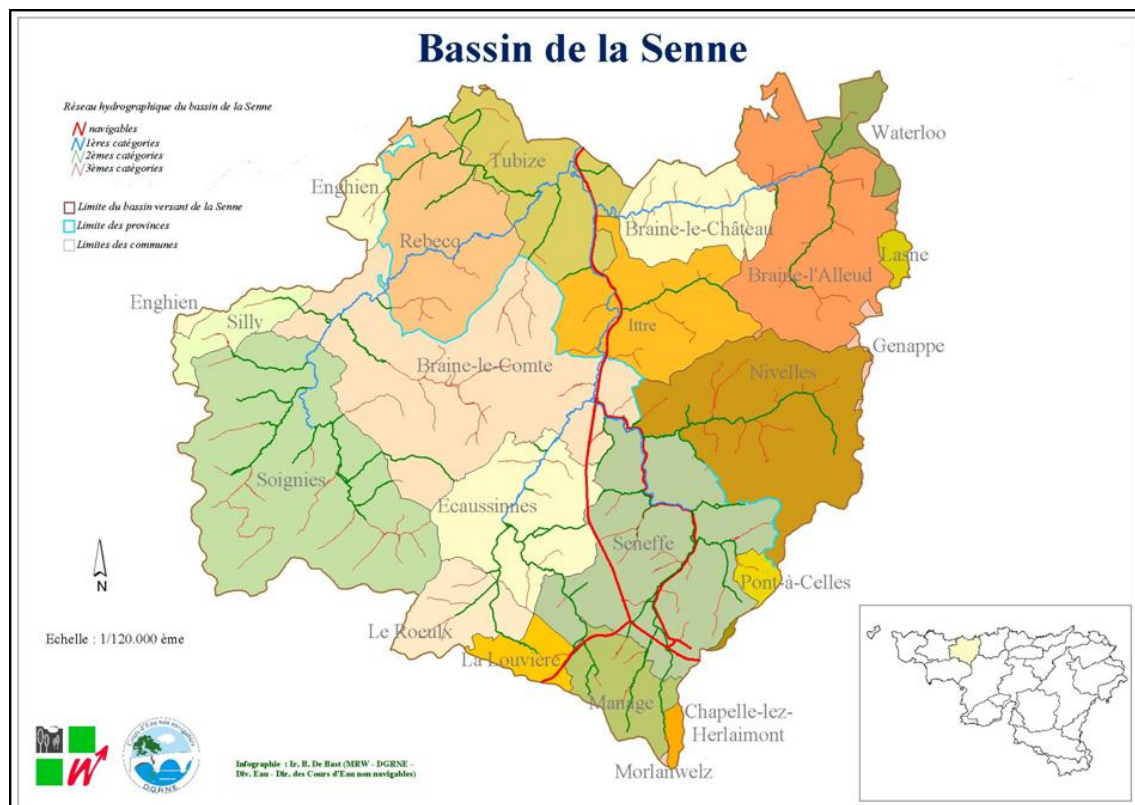 Bassin de la Senne
Réseau hydrographique du bassin de la Senne
navigables
1ères catégories
2èmes catégories
3èmes catégories
Limite du bassin versant de la Senne
Limite des provinces
Limites des communes
Waterloo
Tubize
Enghien
Braine-le-Château
Rebecq
Lasne
Braine-l'Alleud
Enghien
Silly
Ittre
Genappe
Braine-le-Comte
Nivelles
Soignies
Ecaussinnes
Seneffe
Pont-à-Celles
N
Echelle : 1/120.000 ème
Le Roeulx
La Louvière
Manage
Chapelle-lez-
Herlaimont
Morlanwelz
Cours d'Eau non navigables
D.G.R.N.E.
Infographie : Ir. B. De Bast (MRW - DGRNE -
Div. Eau - Dir. des Cours d'Eau non navigables)